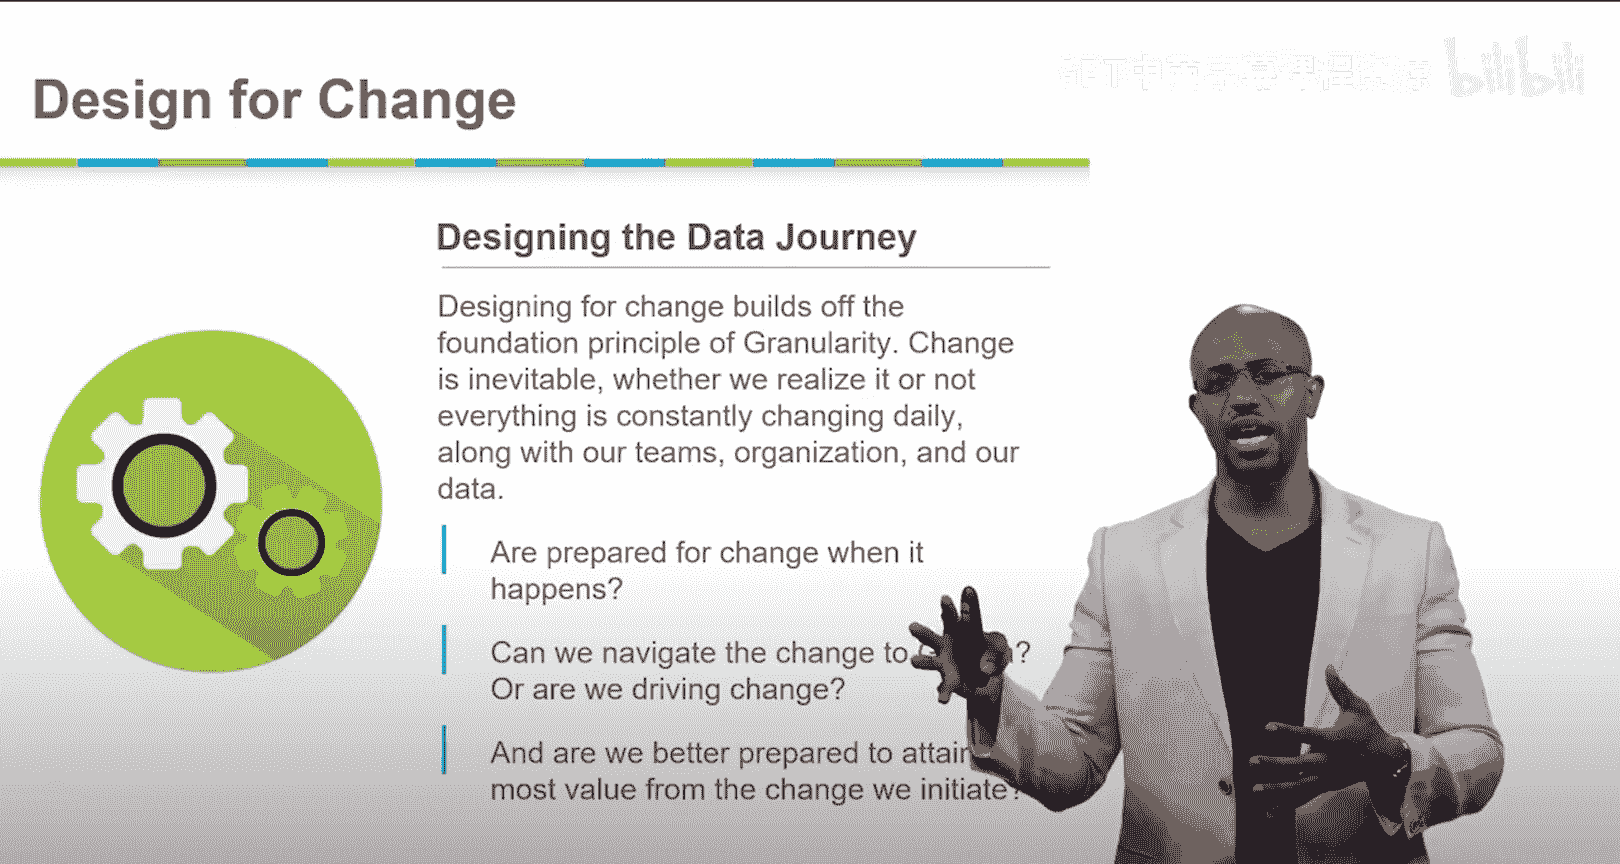 Design for Change
bilibili
Designing the Data Journey
Designing for change builds off the
foundation principle of Granularity. Change
is inevitable, whether we realize it or not
everything is constantly changing daily,
along with our teams, organization, and our
data.
Are prepared for change when it
happens?
Can we navigate the change to ?
Or are we driving change?
And are we better prepared to attain
most value from the change we initiate?